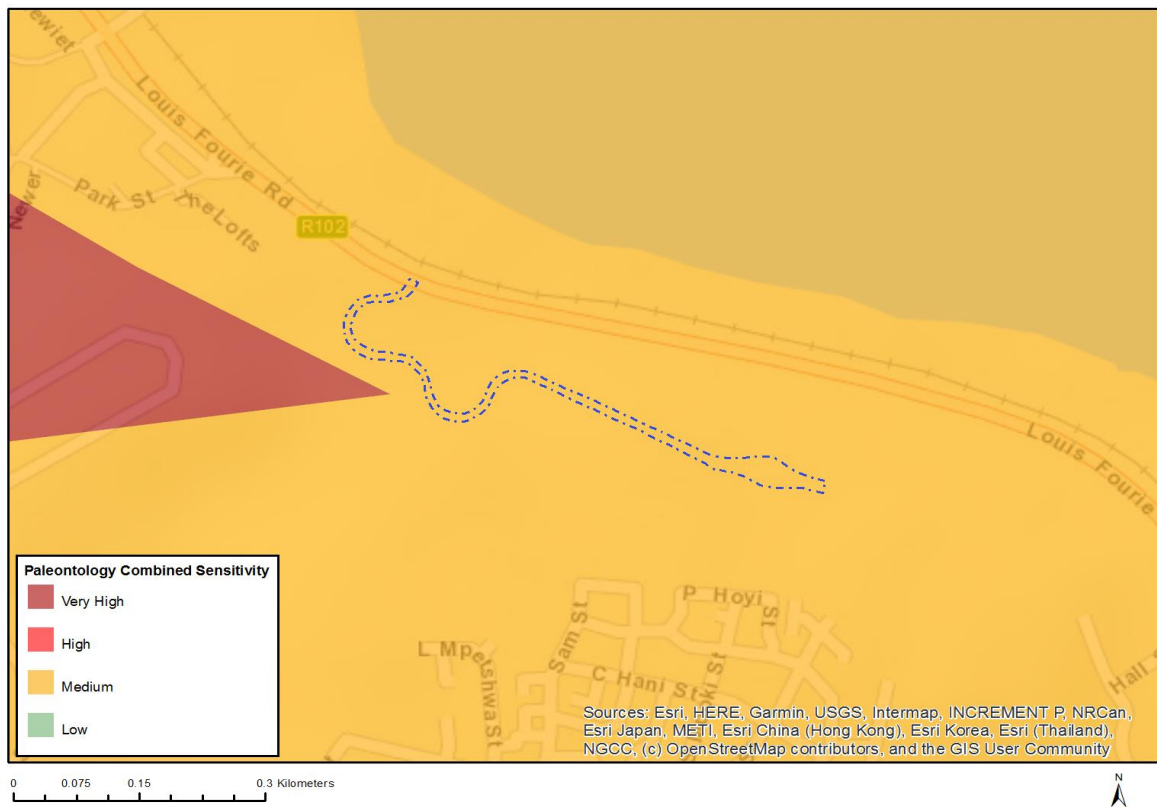 Louis Fourie Rd
Park St
TheLofts
Newer
R102
Louis Fourie
P Hoyi St
Sam St
L Mpetshwa St
C Hani St
Hall
Paleontology Combined Sensitivity
Very High
High
Medium
Low
Sources: Esri, HERE, Garmin, USGS, Intermap, INCREMENT P, NRCan,
Esri Japan, METI, Esri China (Hong Kong), Esri Korea, Esri (Thailand),
NGCC, (c) OpenStreetMap contributors, and the GIS User Community
0 0.075 0.15 0.3 Kilometers
N